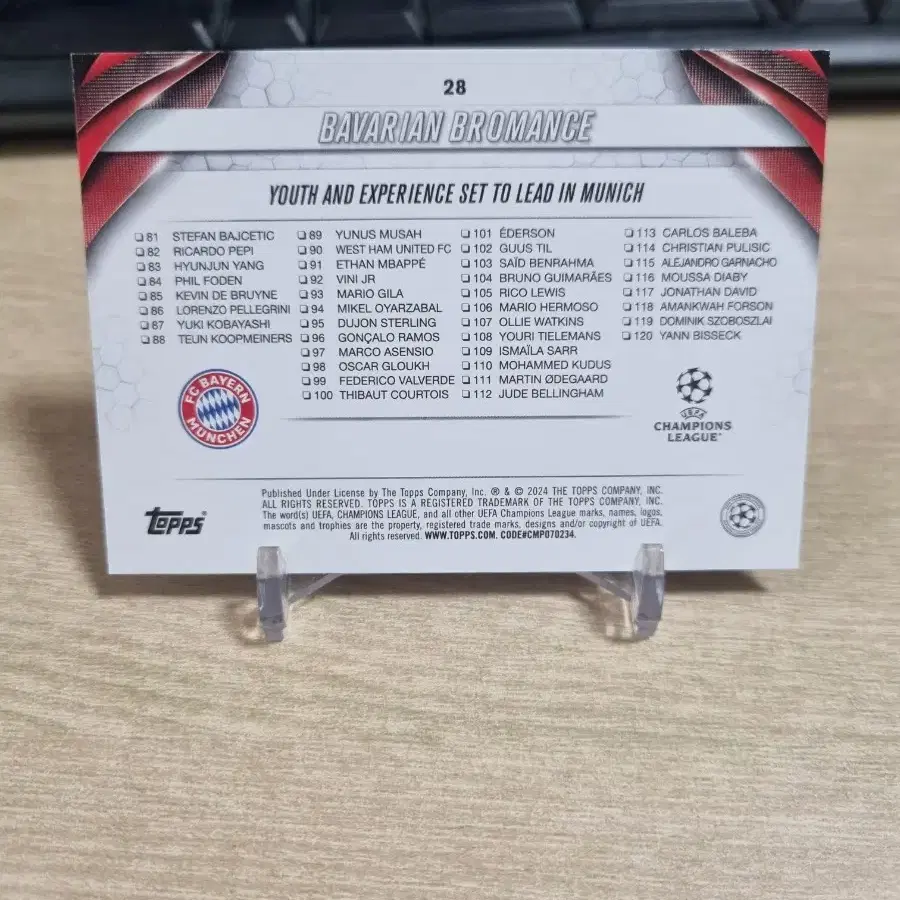 28
BAVARIAN BROMANCE
YOUTH AND EXPERIENCE SET TO LEAD IN MUNICH
81 STEFAN BAJCETIC
82 RICARDO PEPI
83 HYUNJUN YANG
84 PHIL FODEN
85 KEVIN DE BRUYNE
86 LORENZO PELLEGRINI
87 YUKI KOBAYASHI
88 TEUN KOOPMEINERS
89 YUNUS MUSAH
90 WEST HAM UNITED FC
91 ETHAN MBAPPÉ
92 VINI JR
93 MARIO GILA
94 MIKEL OYARZABAL
95 DUJON STERLING
96 GONÇALO RAMOS
97 MARCO ASENSIO
98 OSCAR GLOUKH
99 FEDERICO VALVERDE
100 THIBAUT COURTOIS
101 ÉDERSON
102 GUUS TIL
103 SAÏD BENRAHMA
104 BRUNO GUIMARÃES
105 RICO LEWIS
106 MARIO HERMOSO
107 OLLIE WATKINS
108 YOURI TIELEMANS
109 ISMAÏLA SARR
110 MOHAMMED KUDUS
111 MARTIN ØDEGAARD
112 JUDE BELLINGHAM
113 CARLOS BALEBA
114 CHRISTIAN PULISIC
115 ALEJANDRO GARNACHO
116 MOUSSA DIABY
117 JONATHAN DAVID
118 AMANKWAH FORSON
119 DOMINIK SZOBOSZLAI
120 YANN BISSECK
FC BAYERN
MÜNCHEN
UEFA
CHAMPIONS
LEAGUE®
TOPPS®
Published Under License by The Topps Company, Inc. ® & © 2024 THE TOPPS COMPANY, INC.
ALL RIGHTS RESERVED. TOPPS IS A REGISTERED TRADEMARK OF THE TOPPS COMPANY, INC.
The word(s) UEFA, CHAMPIONS LEAGUE, and all other UEFA Champions League marks, names, logos,
mascots and trophies are the property, registered trade marks, designs and/or copyright of UEFA.
All rights reserved. WWW.TOPPS.COM. CODE#CMP070234.